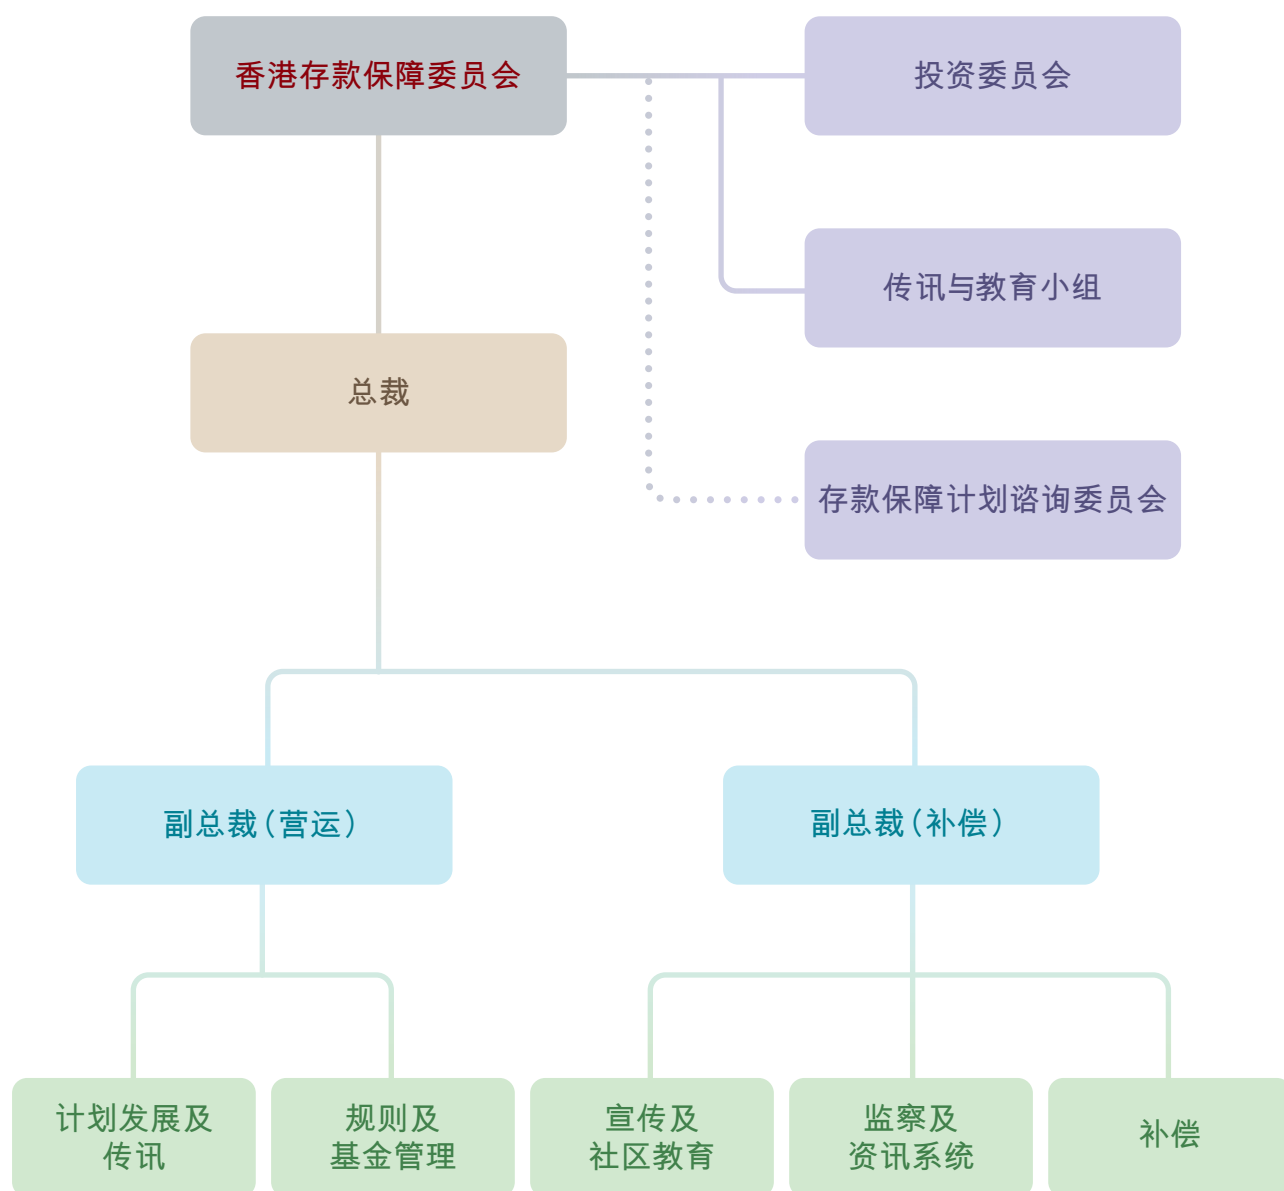 香港存款保障委员会
投资委员会
传讯与教育小组
总裁
存款保障计划谘询委员会
副总裁（营运）
副总裁（补偿）
计划发展及
传讯
规则及
基金管理
宣传及
社区教育
监察及
资讯系统
补偿